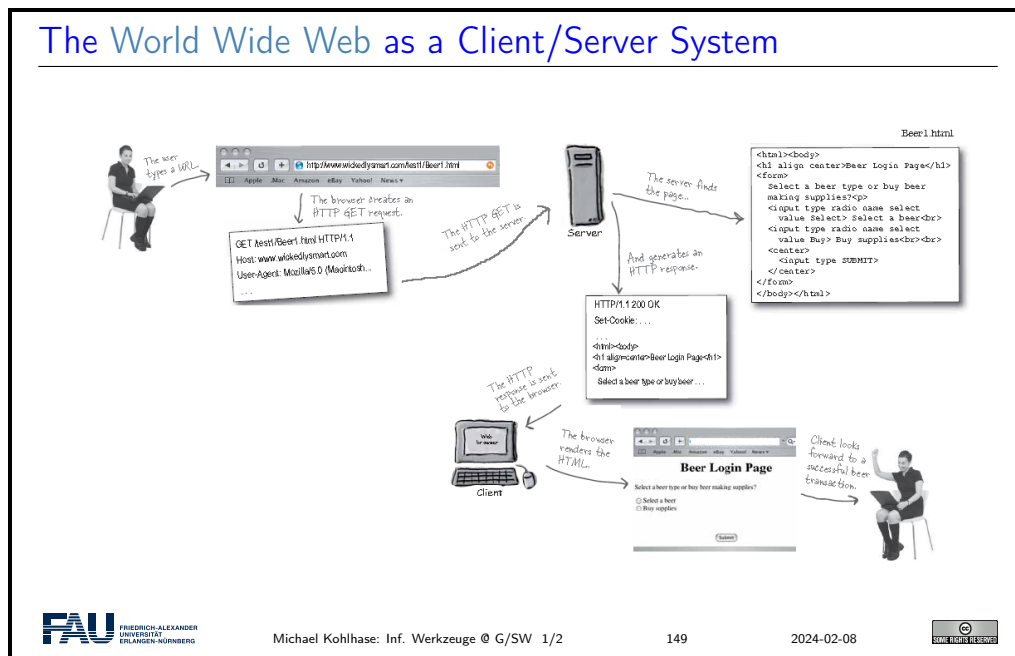 The World Wide Web as a Client/Server System
The user
types a URL.
http://www.wickedlysmart.com/test1/Beer1.html
Apple .Mac Amazon eBay Yahoo! News
The browser creates an
HTTP GET request.
GET /test1/Beer1.html HTTP/1.1
Host: www.wickedlysmart.com
User-Agent: Mozilla/5.0 (Macintosh...
. . .
The HTTP GET is
sent to the server.
Server
The server finds
the page...
Beer1.html
<html><body>
<h1 align center>Beer Login Page</h1>
<form>
Select a beer type or buy beer
making supplies?<p>
<input type radio name select
value Select> Select a beer<br>
<input type radio name select
value Buy> Buy supplies<br><br>
<center>
<input type SUBMIT>
</center>
</form>
</body></html>
And generates an
HTTP response.
HTTP/1.1 200 OK
Set-Cookie: . . .
. . .
<html><body>
<h1 align=center>Beer Login Page</h1>
<form>
Select a beer type or buy beer . . .
The HTTP
response is sent
to the browser.
Web
browser
Client
The browser
renders the
HTML.
Apple .Mac Amazon eBay Yahoo! News
Beer Login Page
Select a beer type or buy beer making supplies?
Select a beer
Buy supplies
Submit
Client looks
forward to a
successful beer
transaction.
FAU FRIEDRICH-ALEXANDER
UNIVERSITÄT
ERLANGEN-NÜRNBERG
Michael Kohlhase: Inf. Werkzeuge @ G/SW 1/2
149
2024-02-08
cc
SOME RIGHTS RESERVED